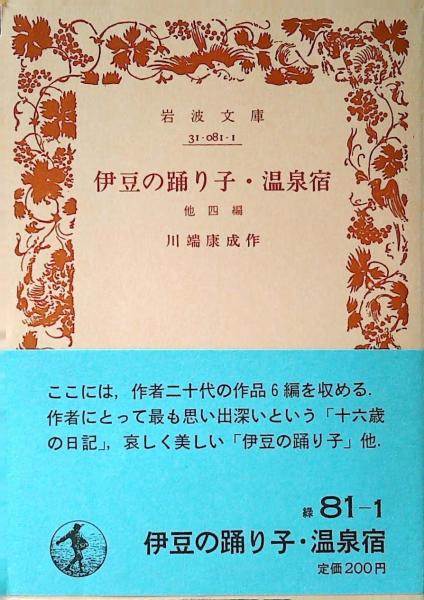 岩波文庫
31-081-1
伊豆の踊り子・温泉宿
他四編
川端康成作
ここには，作者二十代の作品6編を収める．
作者にとって最も思い出深いという「十六歳
の日記」，哀しく美しい「伊豆の踊り子」他．
緑 81-1
伊豆の踊り子・温泉宿
定価200円